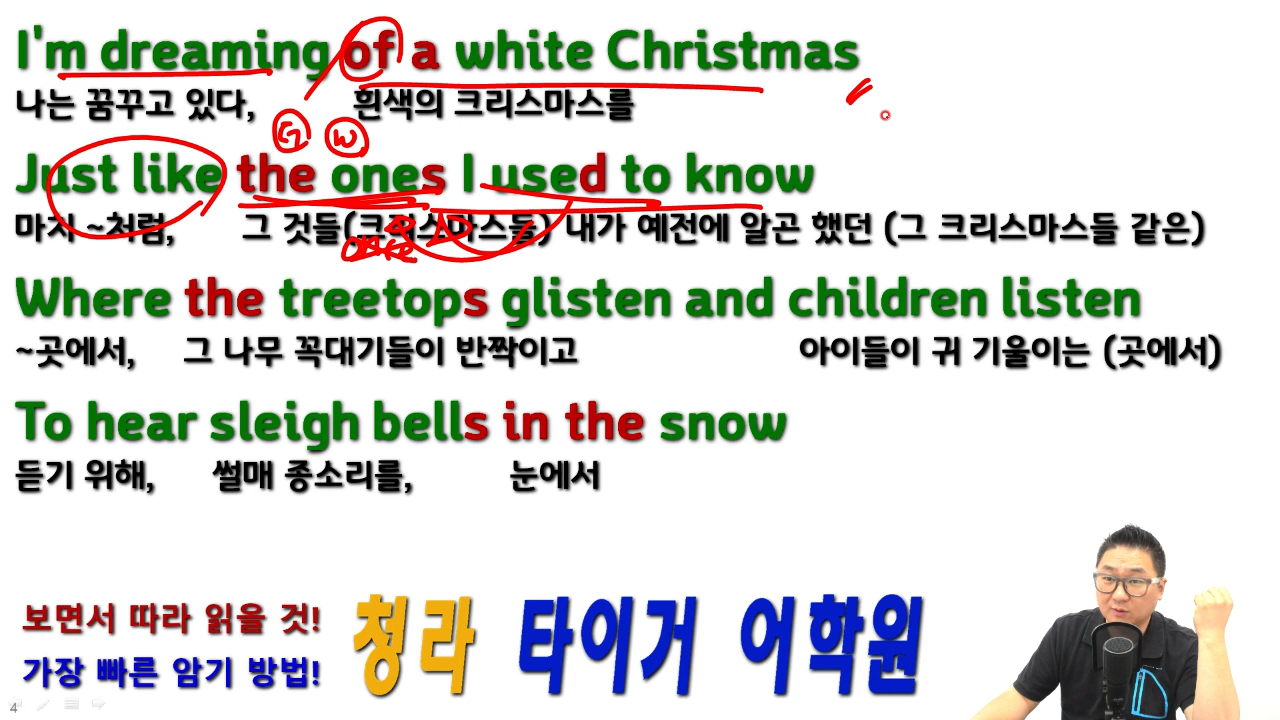 I'm dreaming of a white Christmas
나는 꿈꾸고 있다, 흰색의 크리스마스를
G W
Just like the ones I used to know
마치 ~처럼, 그 것들(크리스마스들) 내가 예전에 알곤 했던 (그 크리스마스들 같은)
Where the treetops glisten and children listen
~곳에서, 그 나무 꼭대기들이 반짝이고 아이들이 귀 기울이는 (곳에서)
To hear sleigh bells in the snow
듣기 위해, 썰매 종소리를, 눈에서
보면서 따라 읽을 것!
가장 빠른 암기 방법!
청라 타이거 어학원
4